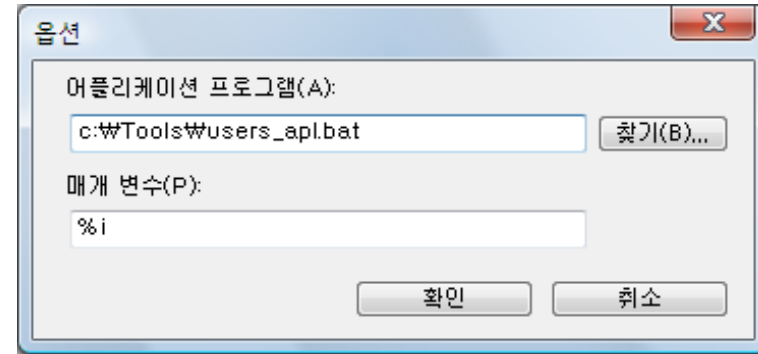 옵션
어플리케이션 프로그램(A):
c:₩Tools₩users_apl.bat
찾기(B)...
매개 변수(P):
%i
확인
취소